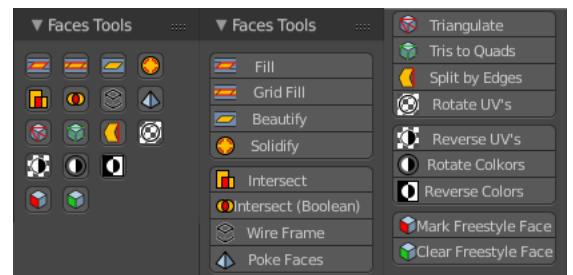 Faces Tools
Faces Tools
Fill
Grid Fill
Beautify
Solidify
Intersect
Intersect (Boolean)
Wire Frame
Poke Faces
Triangulate
Tris to Quads
Split by Edges
Rotate UV's
Reverse UV's
Rotate Colkors
Reverse Colors
Mark Freestyle Face
Clear Freestyle Face